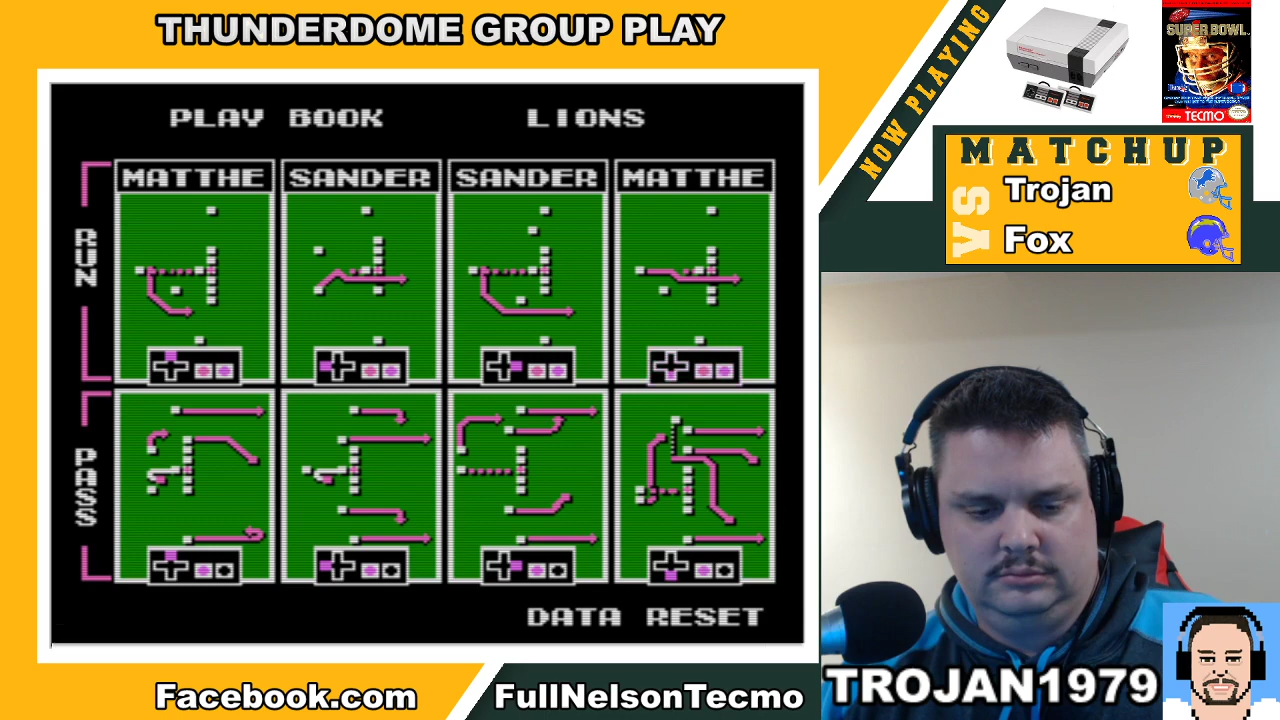 THUNDERDOME GROUP PLAY
PLAY BOOK LIONS
MATTHE SANDER SANDER MATTHE
RUN
PASS
DATA RESET
NOW PLAYING
SUPER BOWL
TECMO
MATCHUP
VS
Trojan
Fox
TROJAN1979
Facebook.com
FullNelsonTecmo